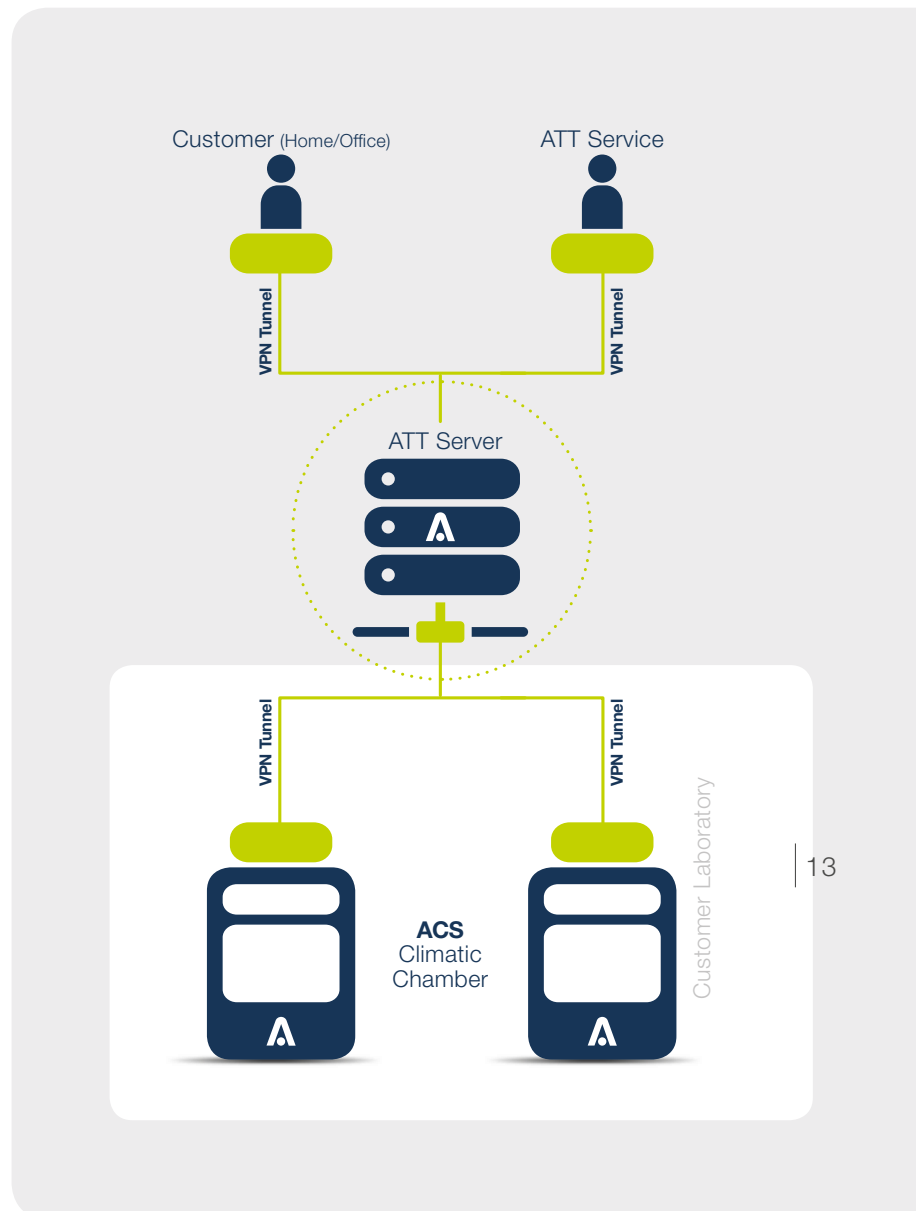 Customer (Home/Office)
ATT Service
VPN Tunnel
VPN Tunnel
ATT Server
VPN Tunnel
VPN Tunnel
Customer Laboratory
13
ACS
Climatic
Chamber